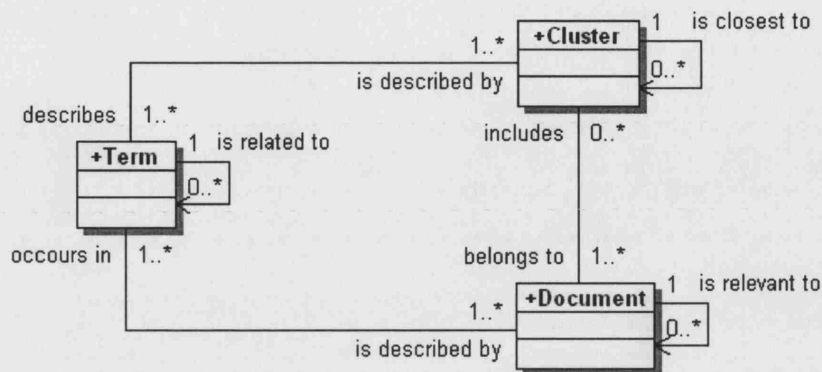 1 is closest to
1..* +Cluster
is described by 0..*
describes 1..*
includes 0..*
1 is related to
+Term
0..*
occours in 1..*
belongs to 1..*
1 is relevant to
1..* +Document
0..*
is described by